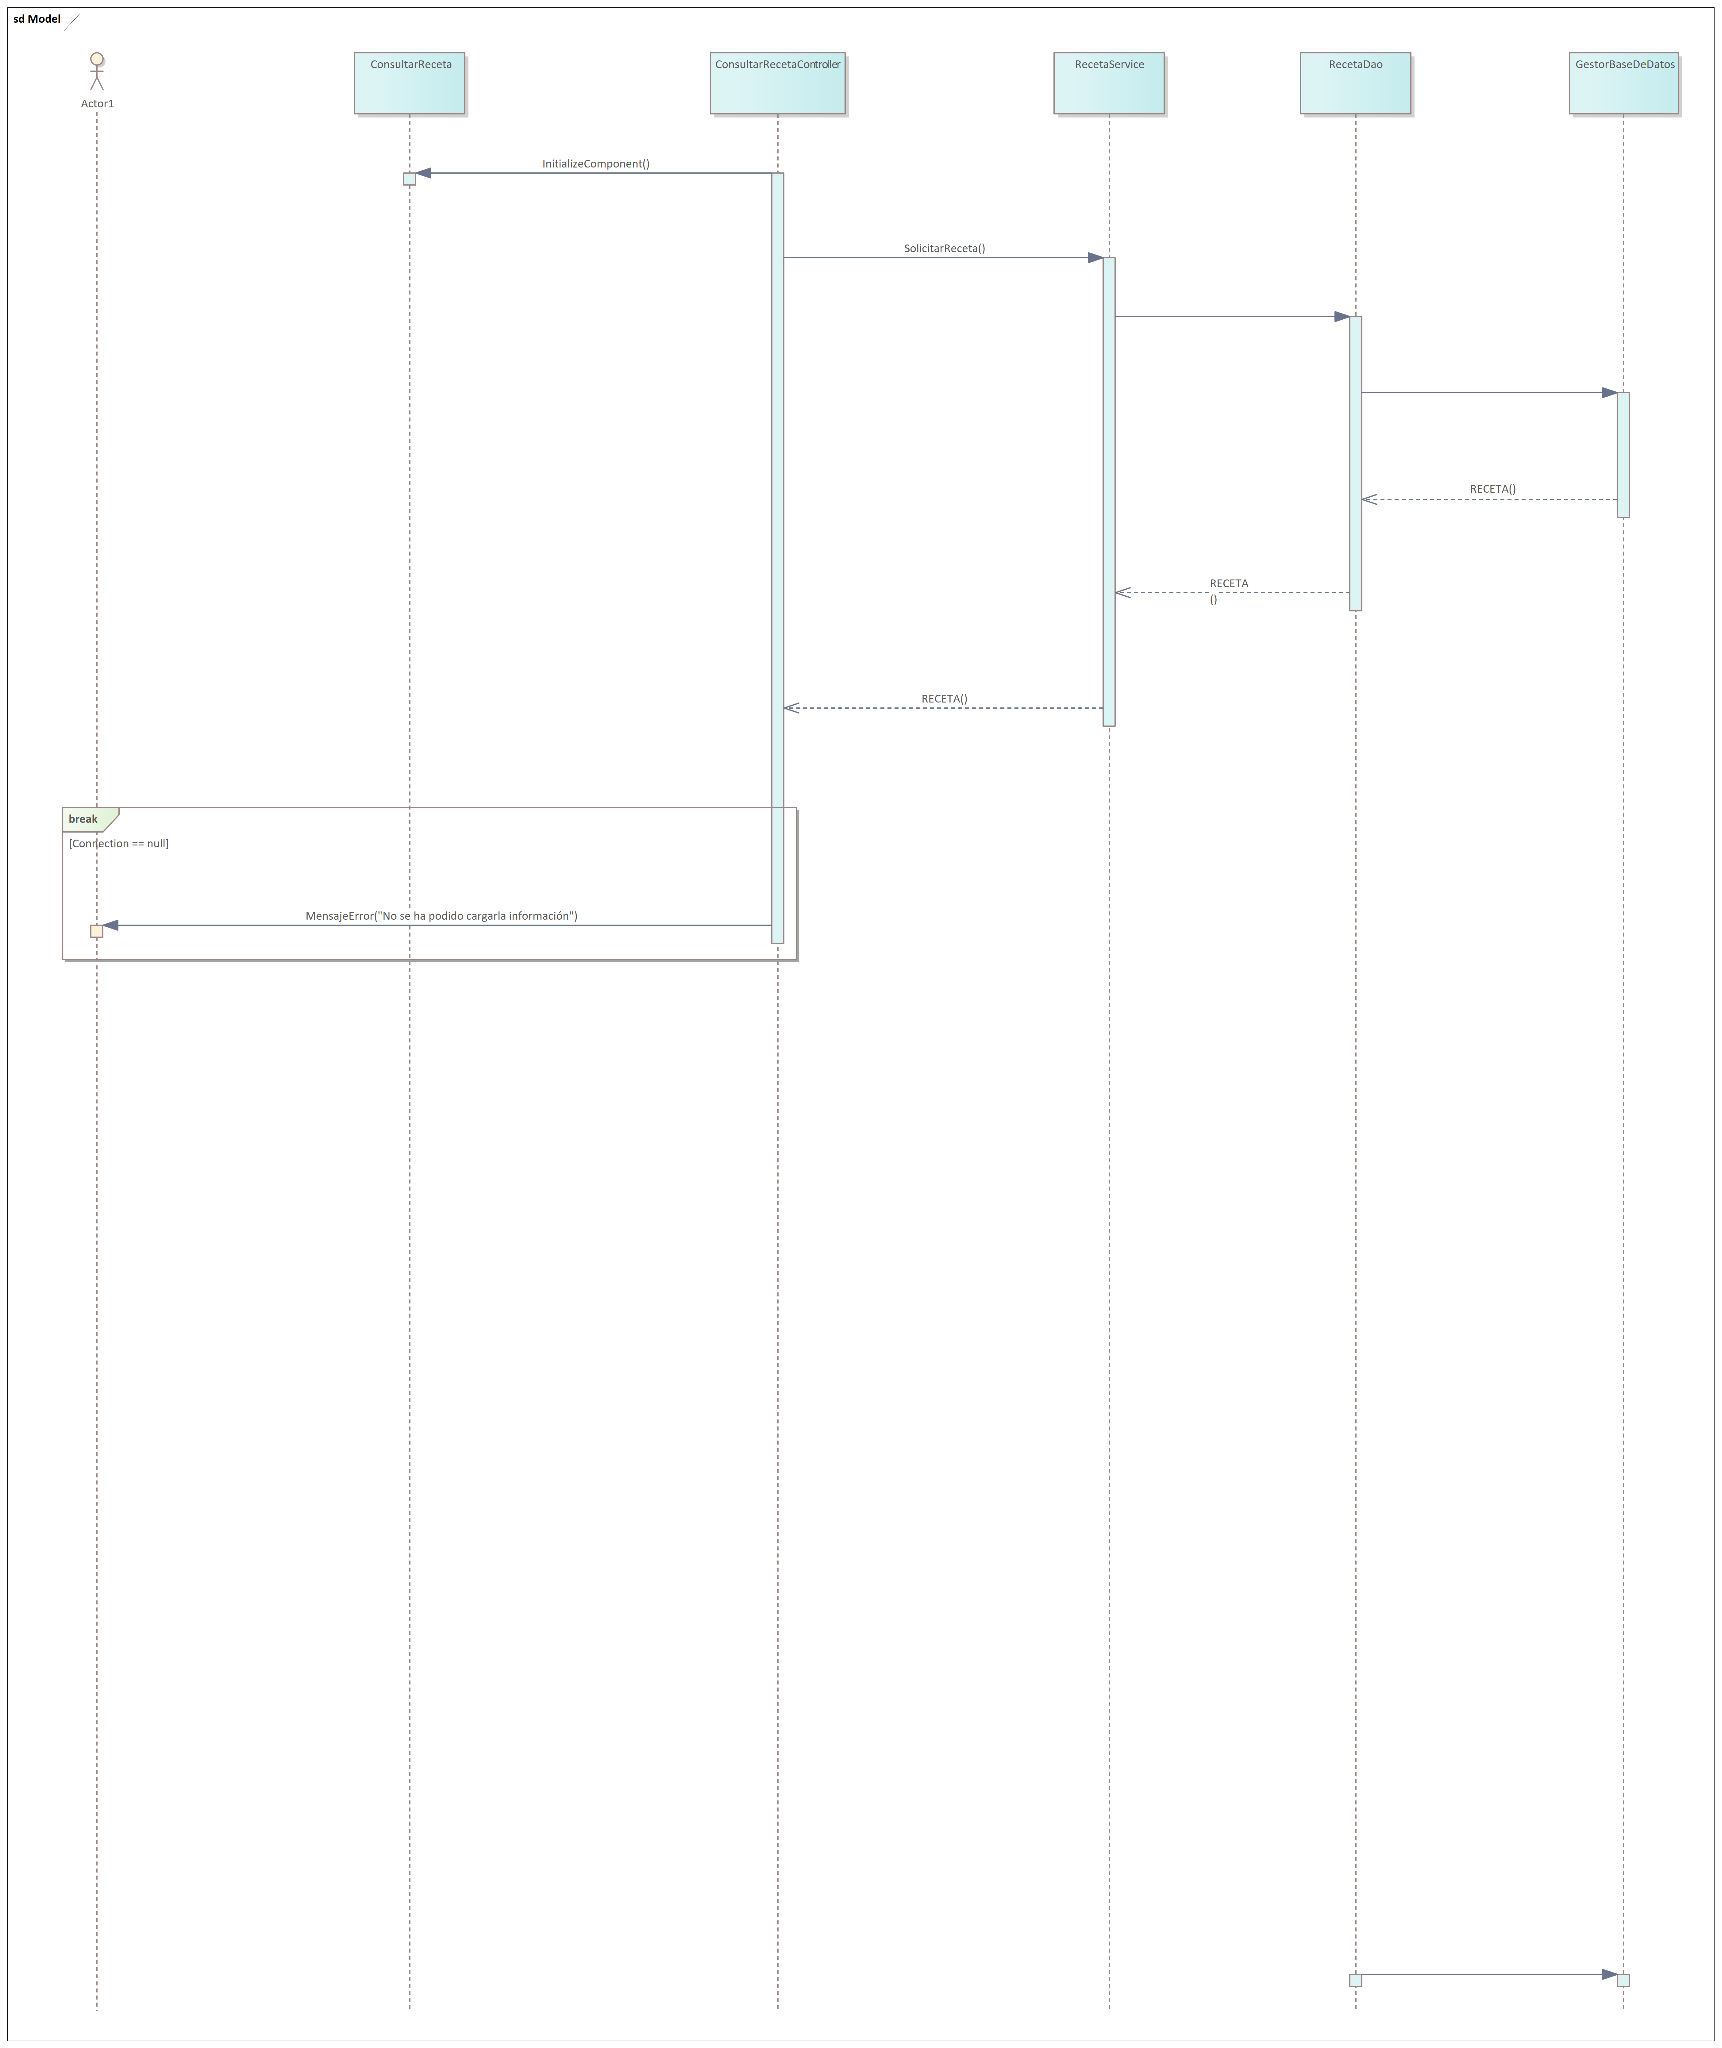 sd Model
Actor1
ConsultarReceta
ConsultarRecetaController
RecetaService
RecetaDao
GestorBaseDeDatos
InitializeComponent()
SolicitarReceta()
RECETA()
RECETA
()
RECETA()
break
[Connection == null]
MensajeError("No se ha podido cargarla información")